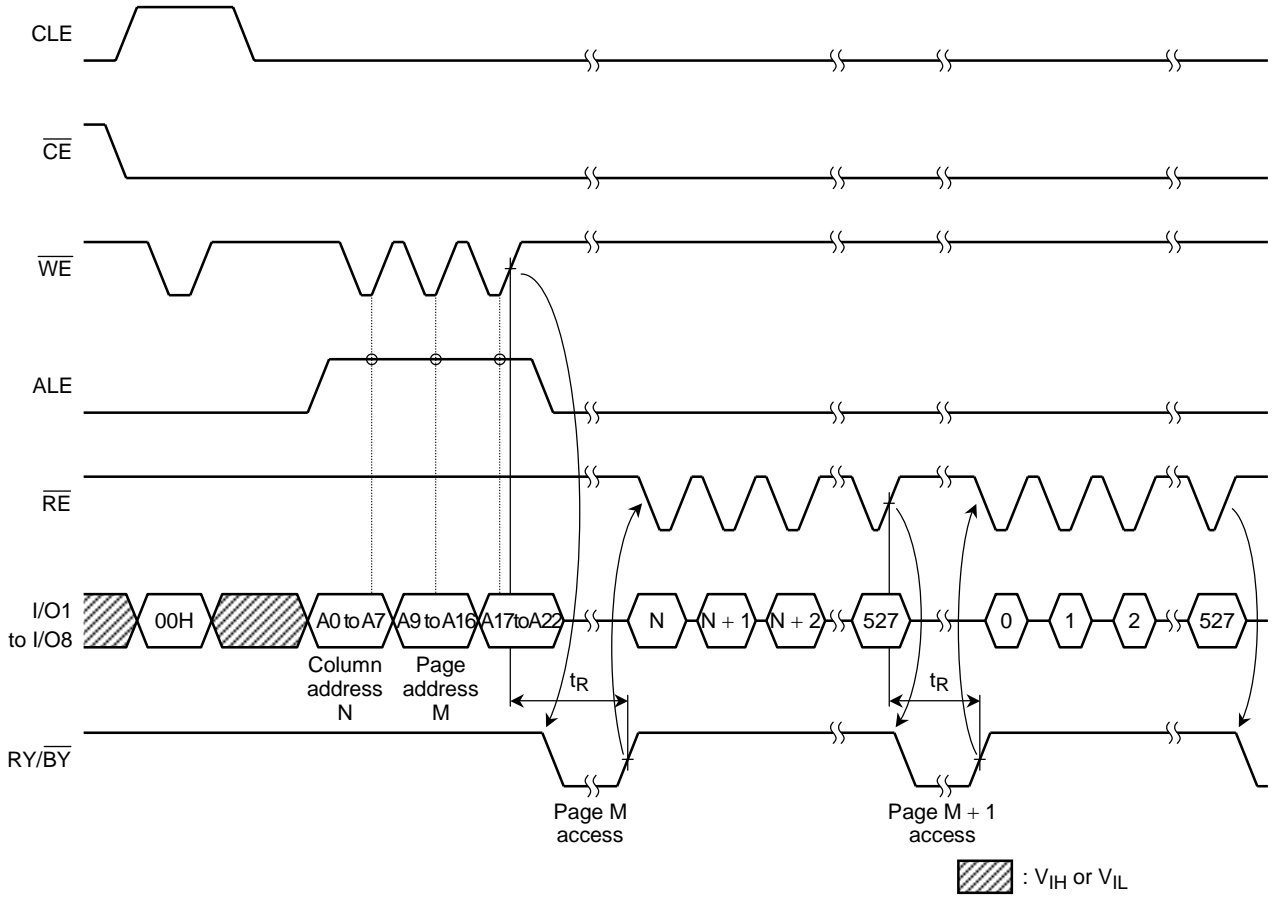 CLE
CE
WE
ALE
RE
I/O1
to I/O8
00H
A0 to A7
A9 to A16
A17 to A22
N
N + 1
N + 2
527
0
1
2
527
Column
address
N
Page
address
M
tR
tR
RY/BY
Page M
access
Page M + 1
access
: VIH or VIL